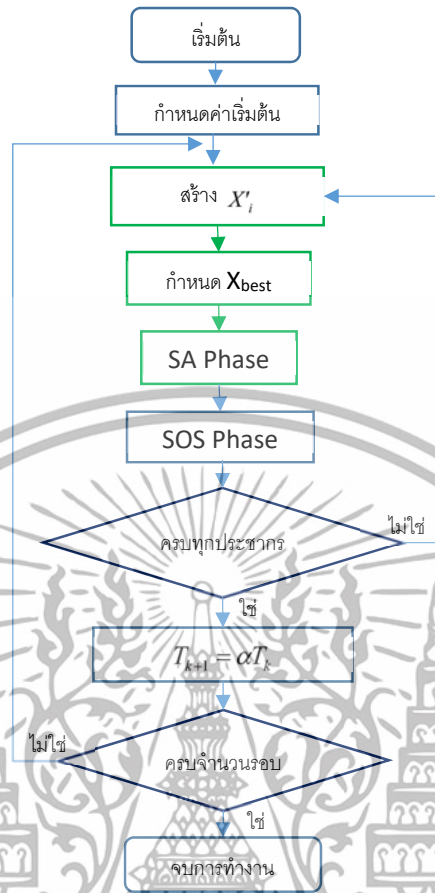 เริ่มต้น
กำหนดค่าเริ่มต้น
สร้าง X'_i
กำหนด X_best
SA Phase
SOS Phase
ครบทุกประชากร
ไม่ใช่
ใช่
T_{k+1} = αT_k
ไม่ใช่
ครบจำนวนรอบ
ใช่
จบการทำงาน